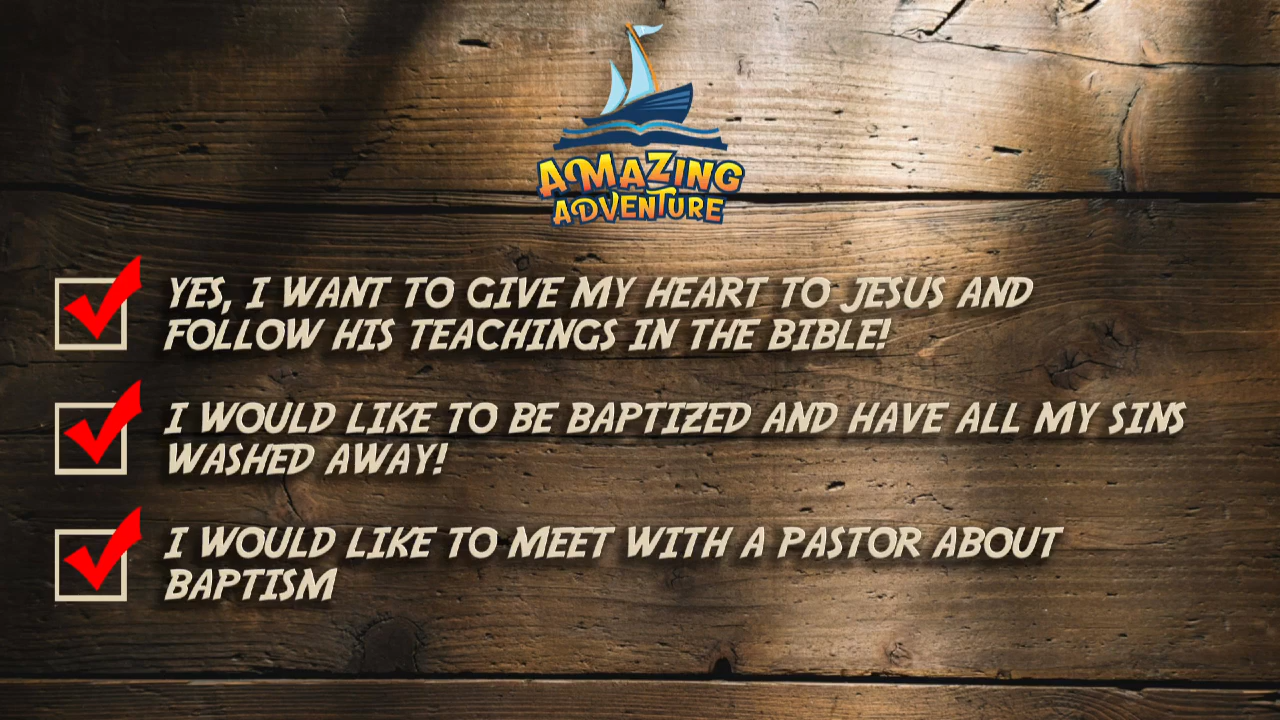 AMAZING
ADVENTURE
YES, I WANT TO GIVE MY HEART TO JESUS AND
FOLLOW HIS TEACHINGS IN THE BIBLE!
I WOULD LIKE TO BE BAPTIZED AND HAVE ALL MY SINS
WASHED AWAY!
I WOULD LIKE TO MEET WITH A PASTOR ABOUT
BAPTISM